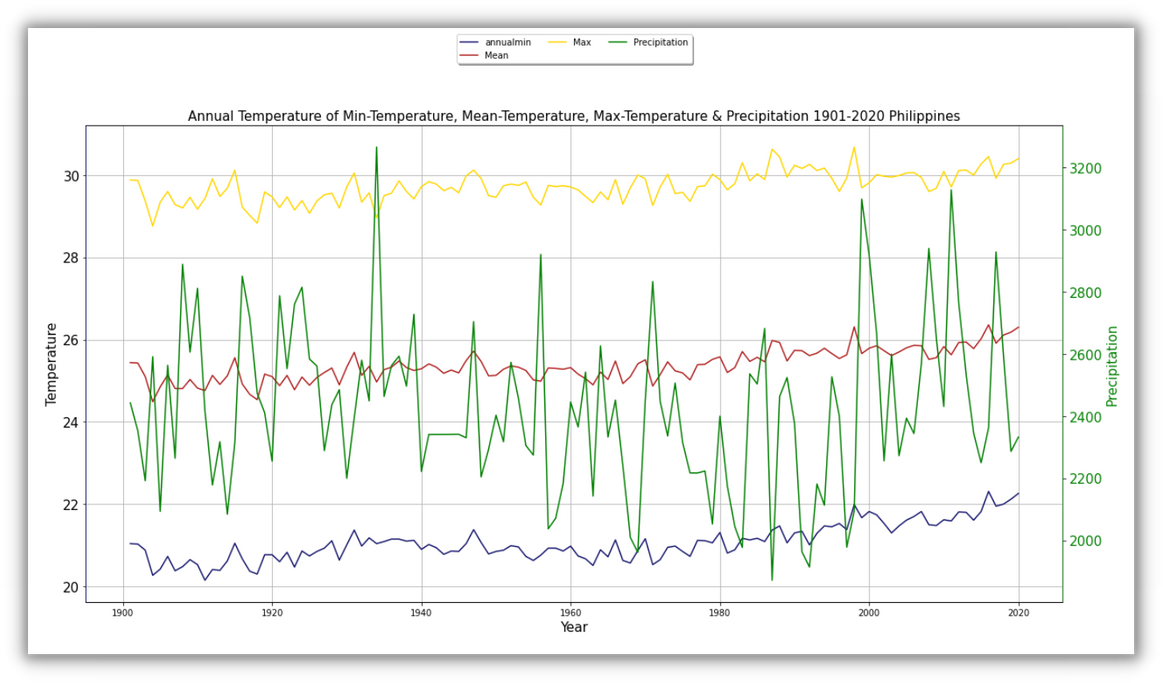 annualmin Max Precipitation
Mean
Annual Temperature of Min-Temperature, Mean-Temperature, Max-Temperature & Precipitation 1901-2020 Philippines
30
28
26
24
22
20
Temperature
3200
3000
2800
2600
2400
2200
2000
Precipitation
1900 1920 1940 1960 1980 2000 2020
Year